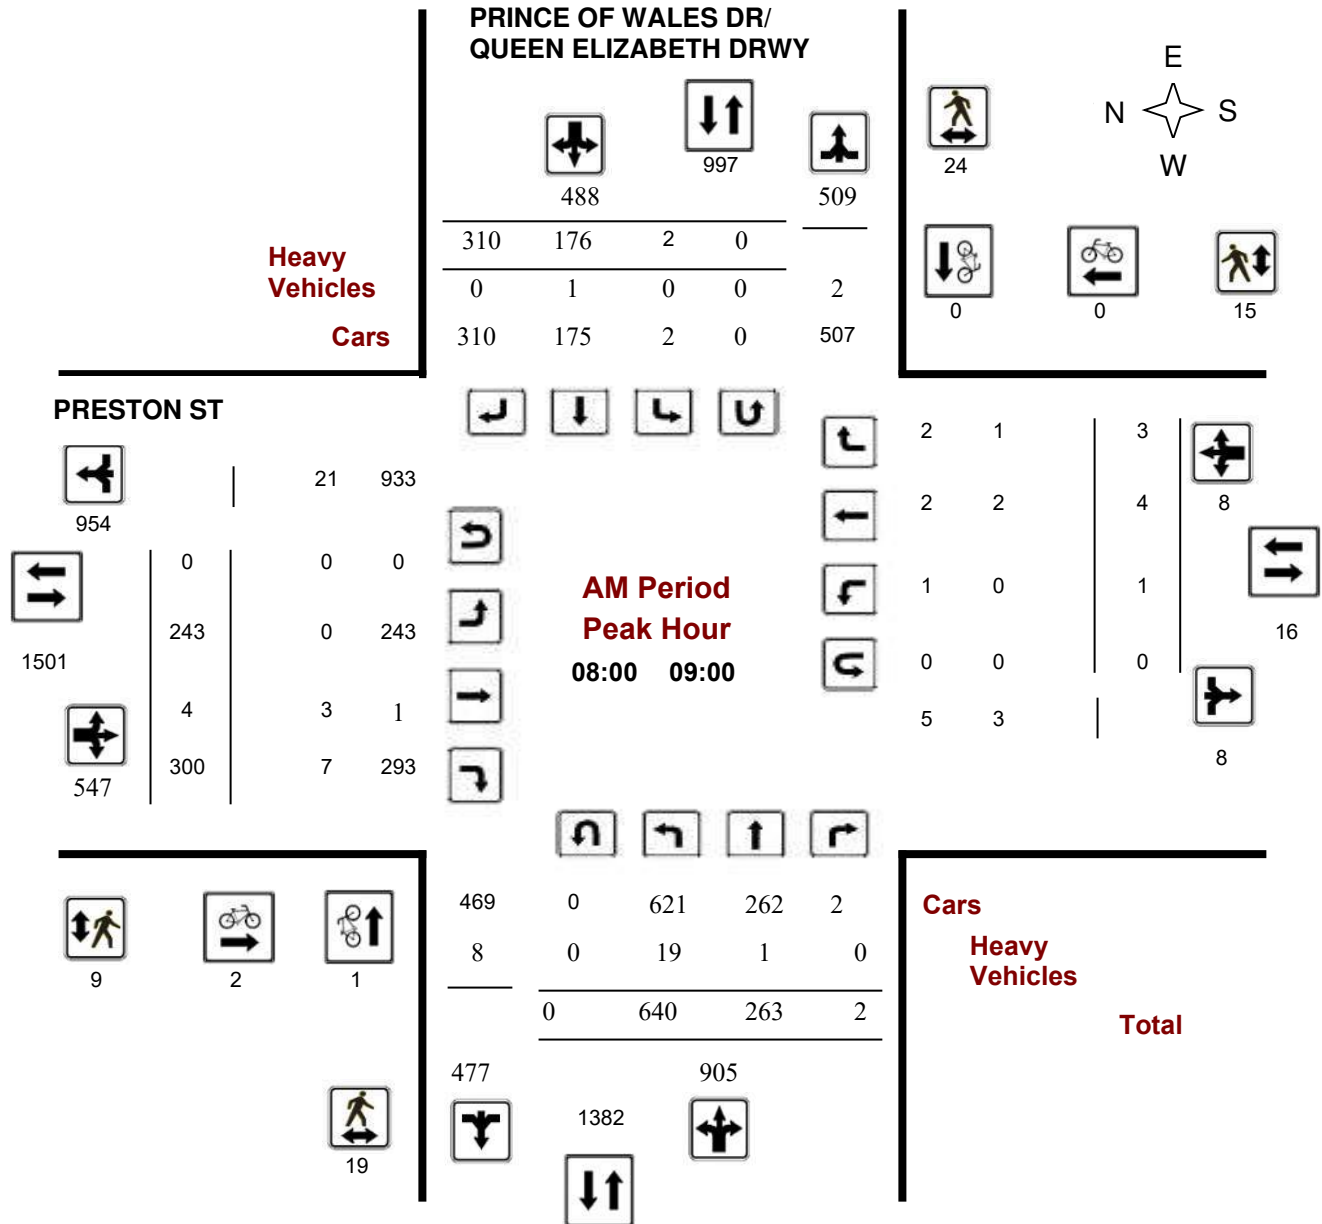 PRINCE OF WALES DR/
QUEEN ELIZABETH DRWY
E
N S
W
997
24
488
509
310 176 2 0
Heavy
Vehicles
0 1 0 0 2
Cars
310 175 2 507
0
0 0 15
PRESTON ST
2 1 3
21 933
954
2 2 4 8
0 0 0
AM Period
1 0 1
Peak Hour
243 0 243
16
1501
08:00 09:00
0 0 0
4 3 1
5 3
300 7 293
8
547
469 0 621 262 2
Cars
8 0 19 1 0
Heavy
Vehicles
9 2 1
0 640 263 2
Total
477 905
1382
19